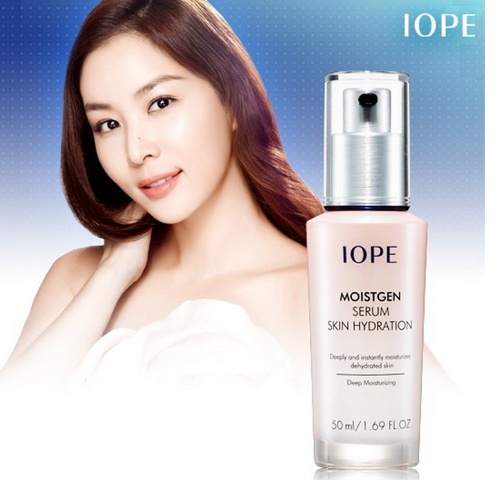 IOPE
IOPE
MOISTGEN
SERUM
SKIN HYDRATION
Deeply and instantly moisturizes
dehydrated skin
Deep Moisturizing
50 ml/1.69 FL.OZ.